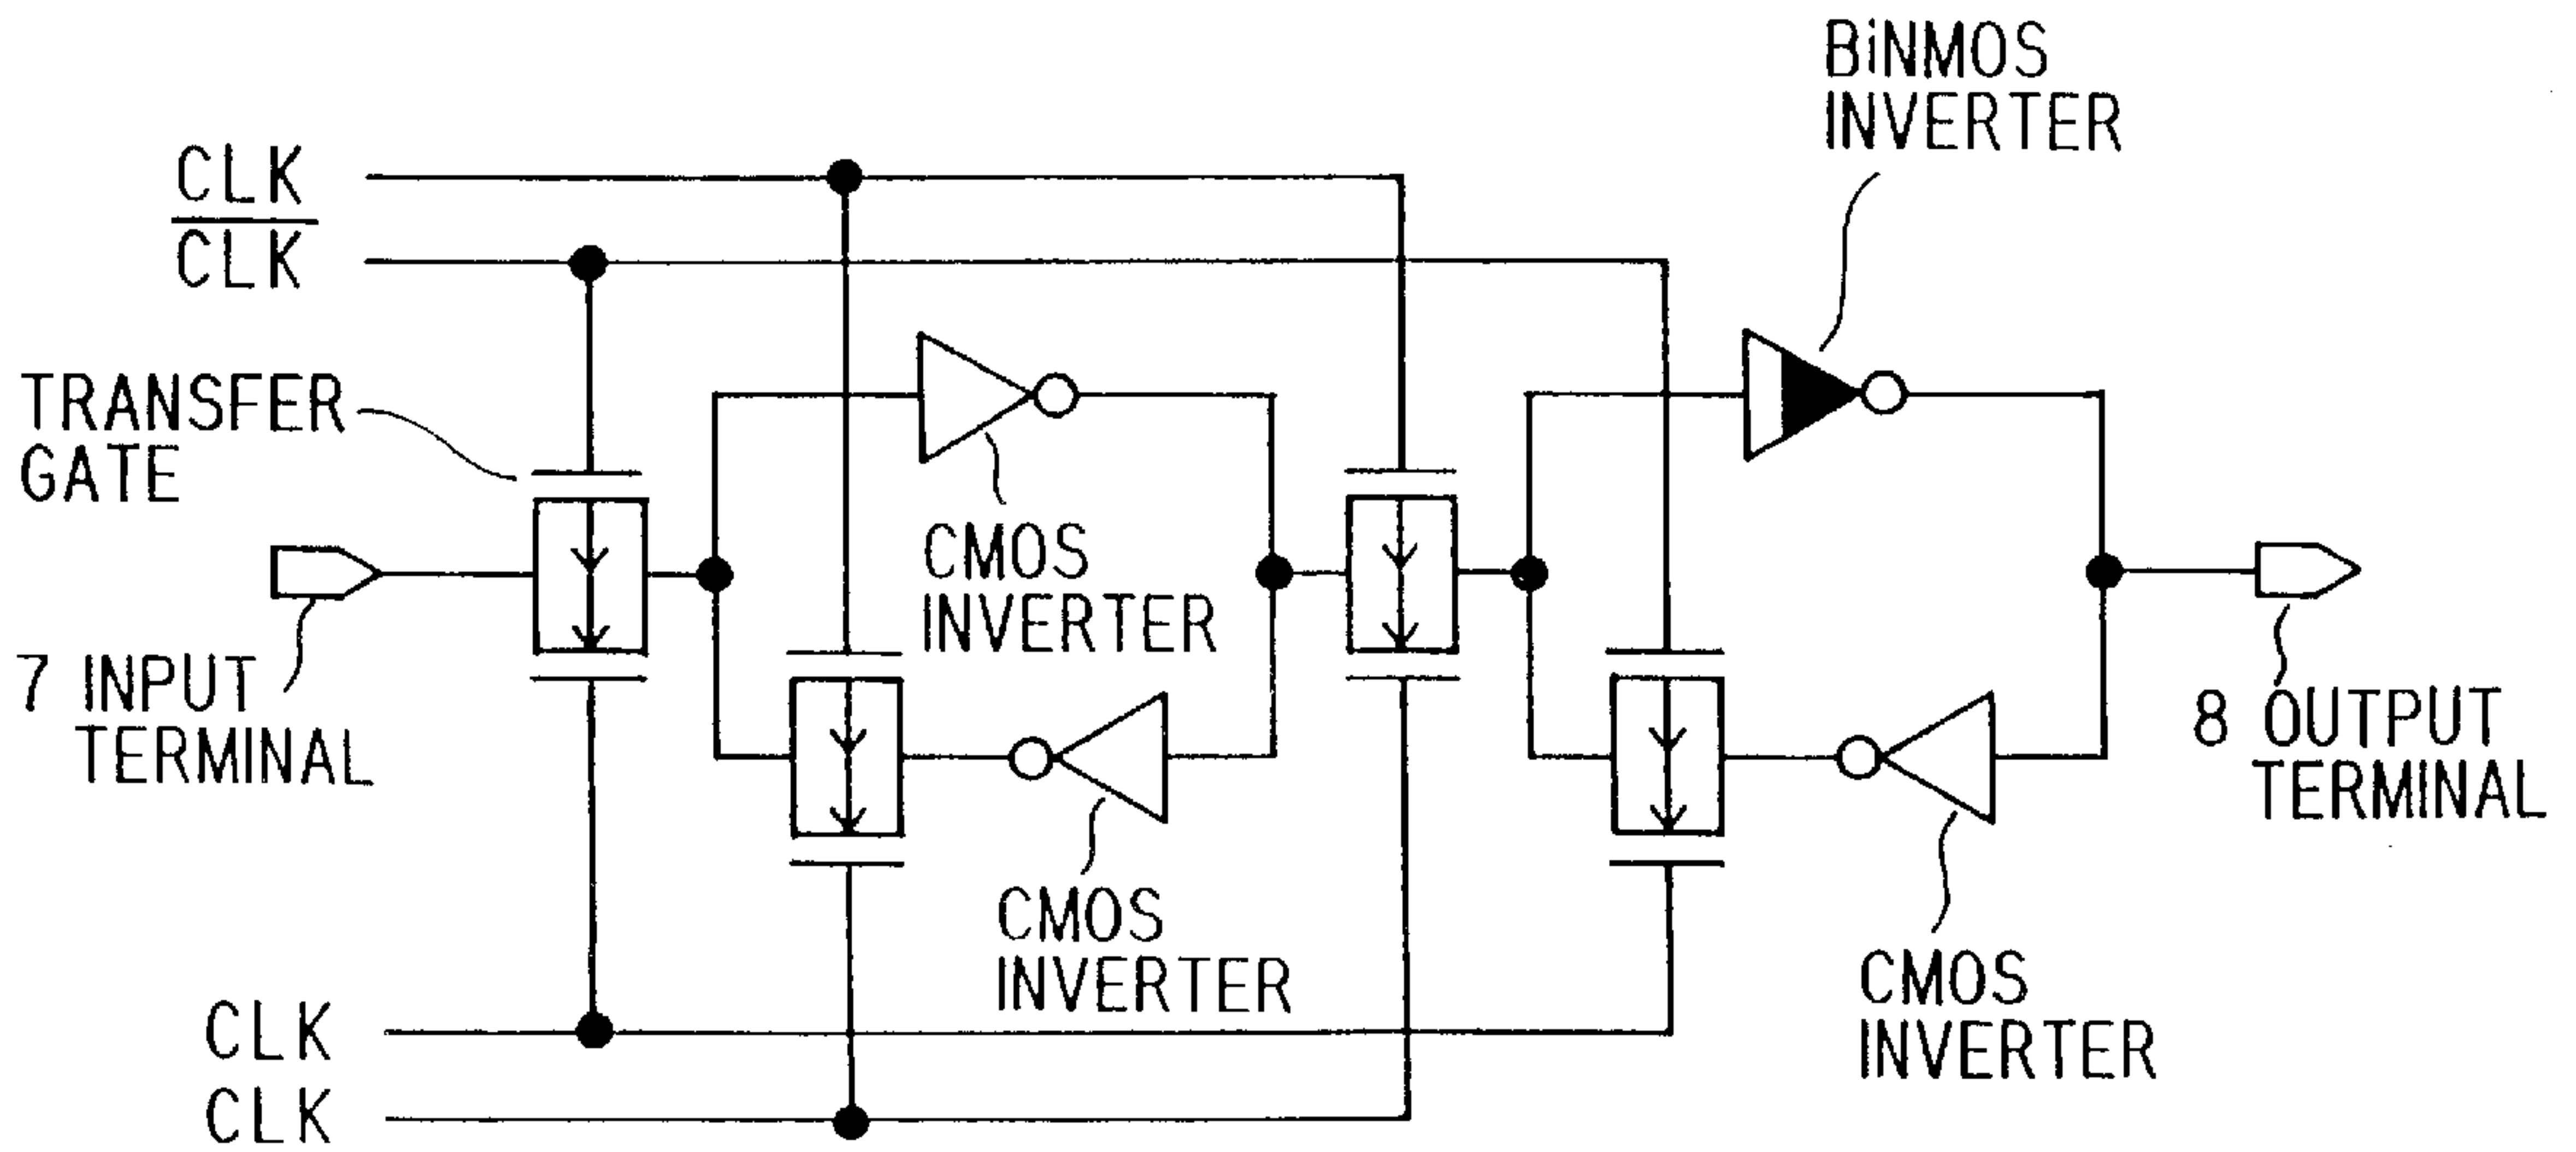 BiNMOS
INVERTER
CLK
CLK
TRANSFER
GATE
CMOS
INVERTER
7 INPUT
TERMINAL
8 OUTPUT
TERMINAL
CMOS
INVERTER
CMOS
INVERTER
CLK
CLK